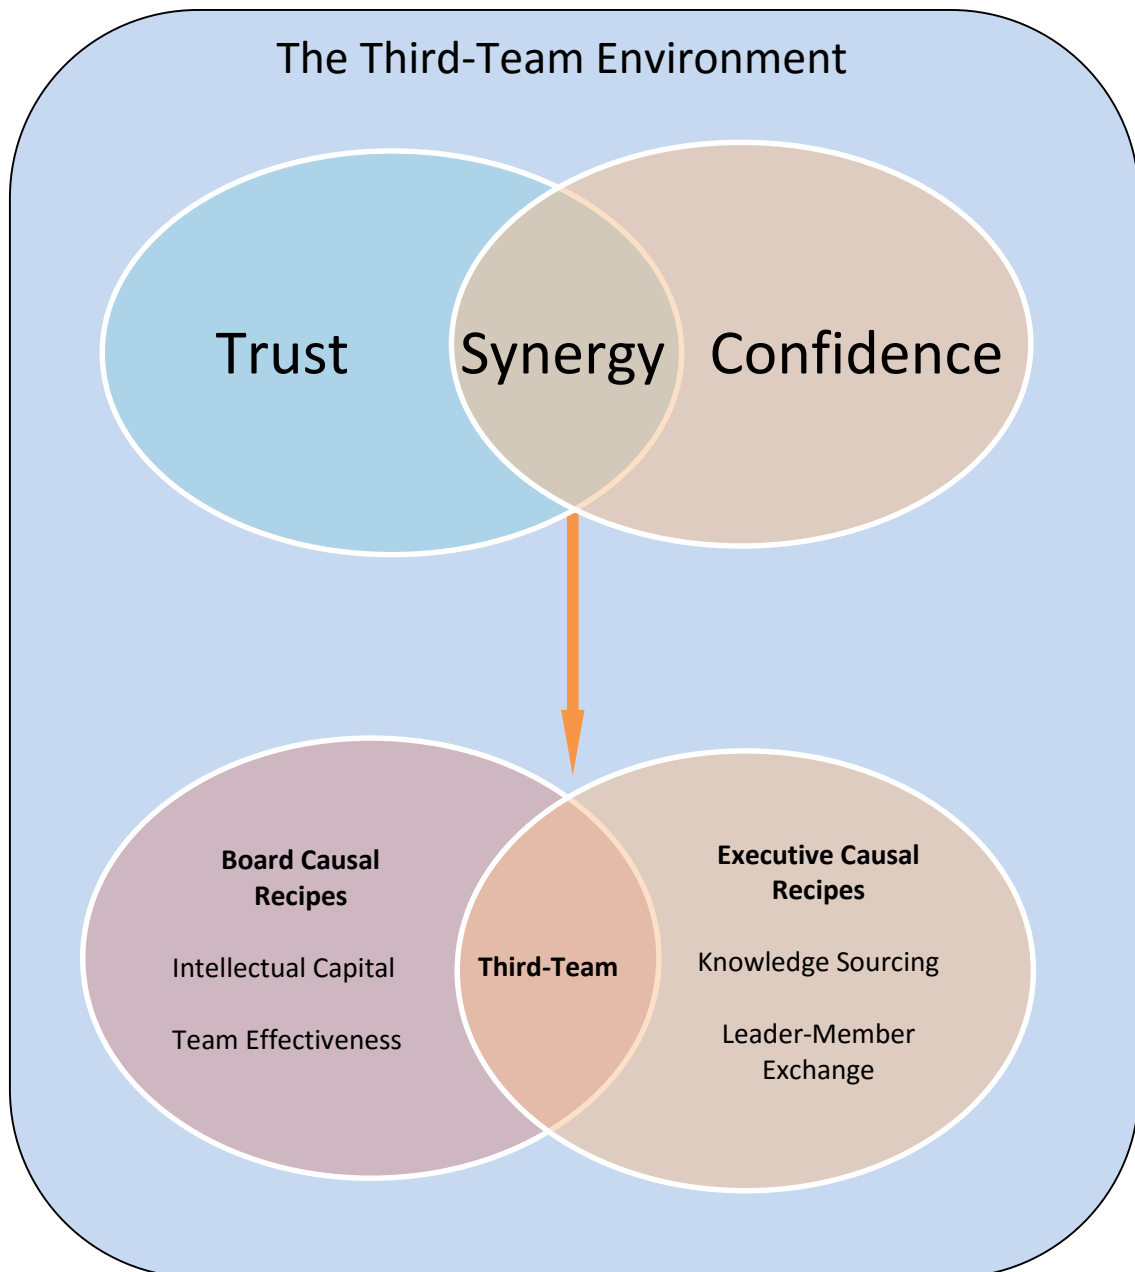 The Third-Team Environment
Trust
Synergy
Confidence
Board Causal
Recipes
Intellectual Capital
Team Effectiveness
Third-Team
Executive Causal
Recipes
Knowledge Sourcing
Leader-Member
Exchange